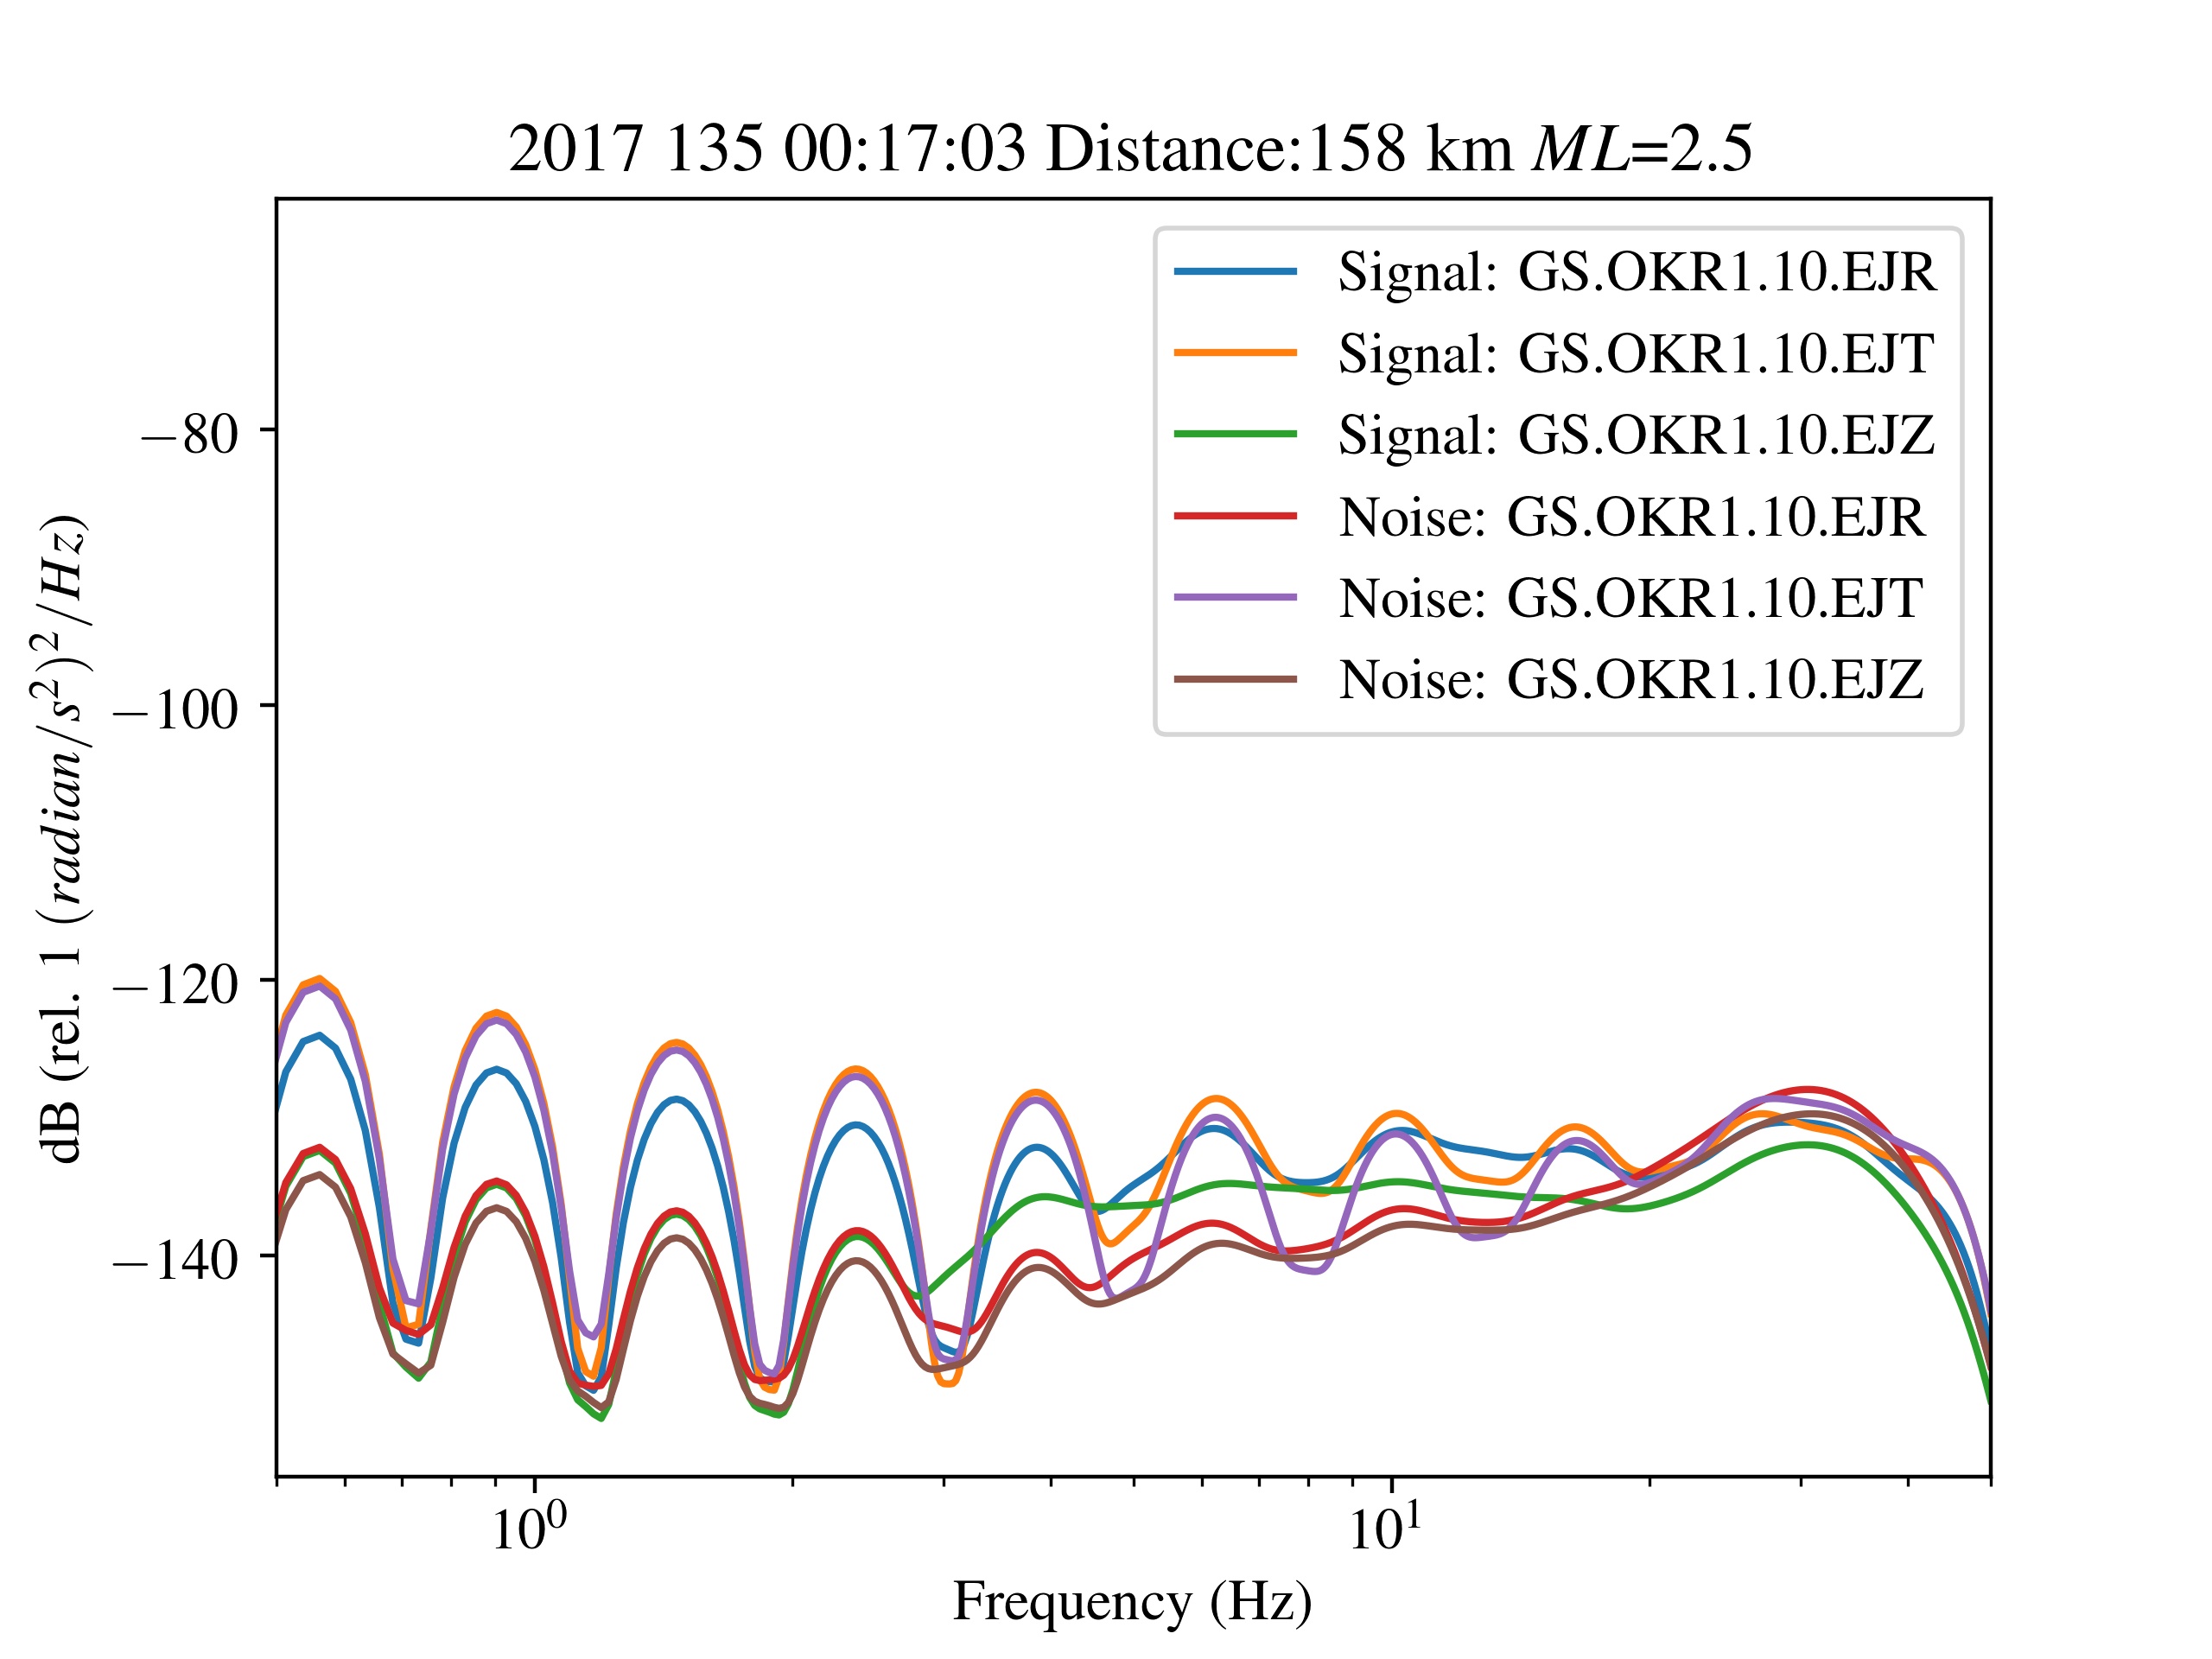 2017 135 00:17:03 Distance:158 km ML=2.5
Signal: GS.OKR1.10.EJR
Signal: GS.OKR1.10.EJT
Signal: GS.OKR1.10.EJZ
Noise: GS.OKR1.10.EJR
Noise: GS.OKR1.10.EJT
Noise: GS.OKR1.10.EJZ
dB (rel. 1 (radian/s²)²/Hz)
−80
−100
−120
−140
10⁰
10¹
Frequency (Hz)